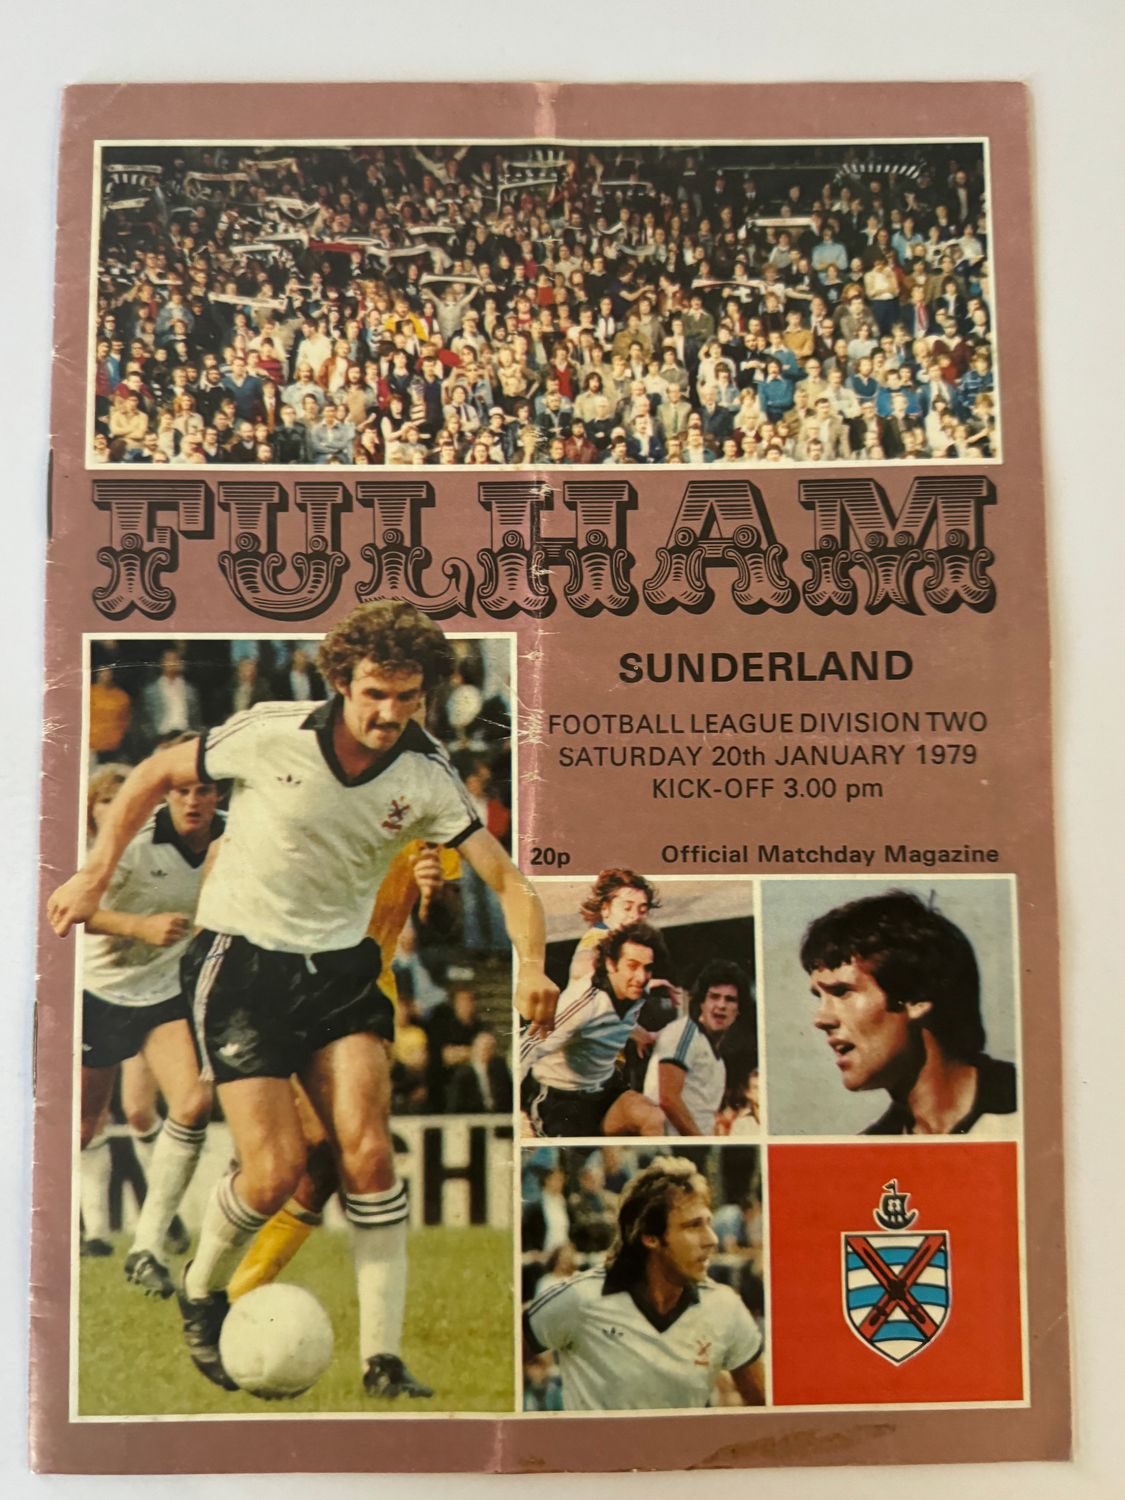 FULHAM
SUNDERLAND
FOOTBALL LEAGUE DIVISION TWO
SATURDAY 20th JANUARY 1979
KICK-OFF 3.00 pm
20p
Official Matchday Magazine